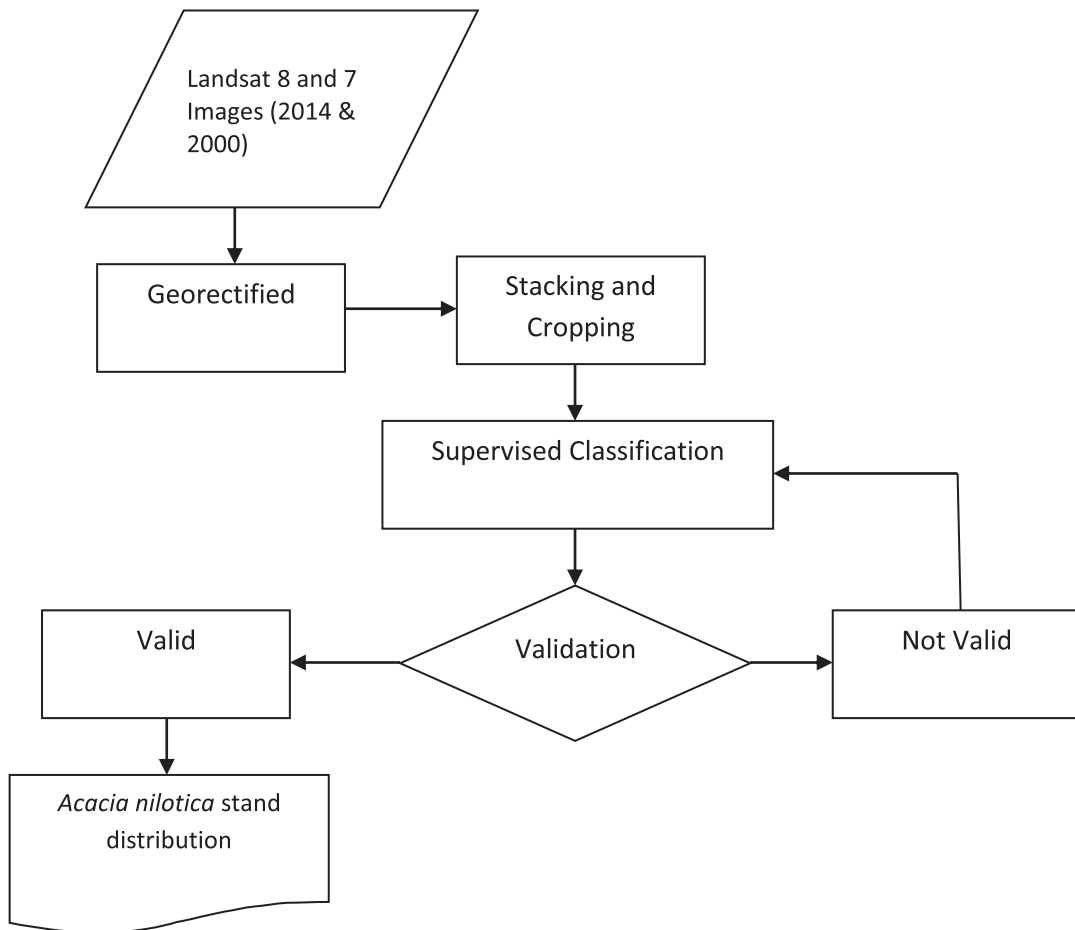 Landsat 8 and 7
Images (2014 &
2000)
Georectified
Stacking and
Cropping
Supervised Classification
Validation
Valid
Not Valid
Acacia nilotica stand
distribution